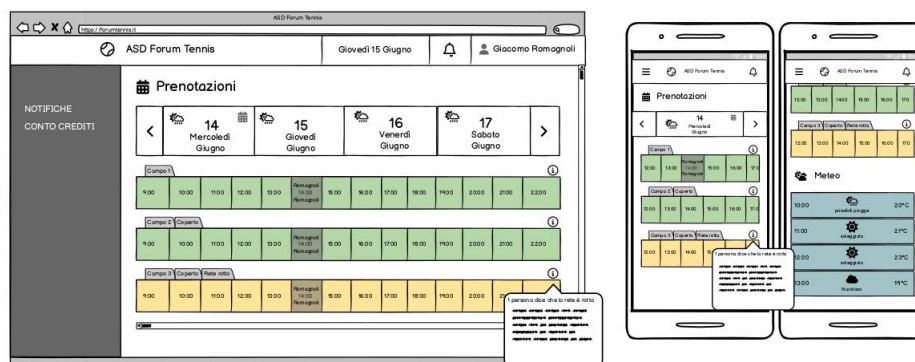 ASD Forum Tennis
https://forumtennis.it
ASD Forum Tennis
Giovedì 15 Giugno
Giacomo Romagnoli
NOTIFICHE
CONTO CREDITI
Prenotazioni
14 Mercoledì Giugno
15 Giovedì Giugno
16 Venerdì Giugno
17 Sabato Giugno
Campo 1
9:00 10:00 11:00 12:00 13:00 Romagnoli 14:00 Romagnoli 15:00 16:00 17:00 18:00 19:00 20:00 21:00 22:00
Campo 2 Coperto
9:00 10:00 11:00 12:00 13:00 Romagnoli 14:00 Romagnoli 15:00 16:00 17:00 18:00 19:00 20:00 21:00 22:00
Campo 3 Coperto Rete rotta
9:00 10:00 11:00 12:00 13:00 Romagnoli 14:00 Romagnoli 15:00 16:00 17:00 18:00 19:00 20:00
1 persona dice che la rete è rotta
ASD Forum Tennis
Prenotazioni
14 Mercoledì Giugno
Campo 1
12:00 13:00 Romagnoli 14:00 Romagnoli 15:00 16:00
Campo 2 Coperto
12:00 13:00 14:00 15:00 16:00
Campo 3 Coperto Rete rotta
12:00 13:00 14:00
1 persona dice che la rete è rotta
ASD Forum Tennis
12:00 13:00 14:00 15:00 16:00
Campo 3 Coperto Rete rotta
12:00 13:00 14:00 15:00 16:00
Meteo
10:00 possibili piogge 20°C
11:00 soleggiato 21°C
12:00 soleggiato 23°C
13:00 Nuvoloso 19°C